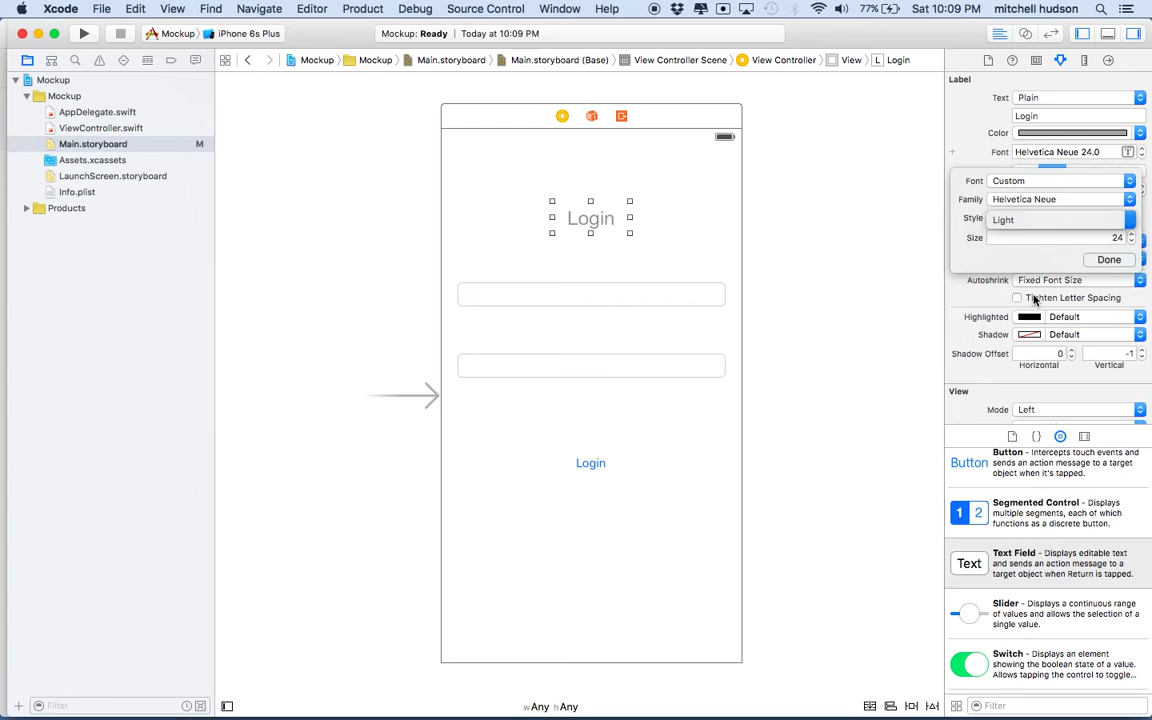 Xcode File Edit View Find Navigate Editor Product Debug Source Control Window Help 77% Sat 10:09 PM mitchell hudson
Mockup iPhone 6s Plus Mockup: Ready Today at 10:09 PM
Mockup Mockup Main.storyboard Main.storyboard (Base) View Controller Scene View Controller View L Login
Mockup
Mockup
AppDelegate.swift
ViewController.swift
Main.storyboard M
Assets.xcassets
LaunchScreen.storyboard
Info.plist
Products
Login
Login
Label
Text Plain
Login
Color
Font Helvetica Neue 24.0
Font Custom
Family Helvetica Neue
Style Light
Size 24
Done
Autoshrink Fixed Font Size
Tighten Letter Spacing
Highlighted Default
Shadow Default
Shadow Offset 0 -1
Horizontal Vertical
View
Mode Left
Button Button - Intercepts touch events and
sends an action message to a target
object when it's tapped.
1 2 Segmented Control - Displays
multiple segments, each of which
functions as a discrete button.
Text Text Field - Displays editable text
and sends an action message to a
target object when Return is tapped.
Slider - Displays a continuous range
of values and allows the selection of a
single value.
Switch - Displays an element
showing the boolean state of a value.
Allows tapping the control to toggle...
Filter wAny hAny Filter